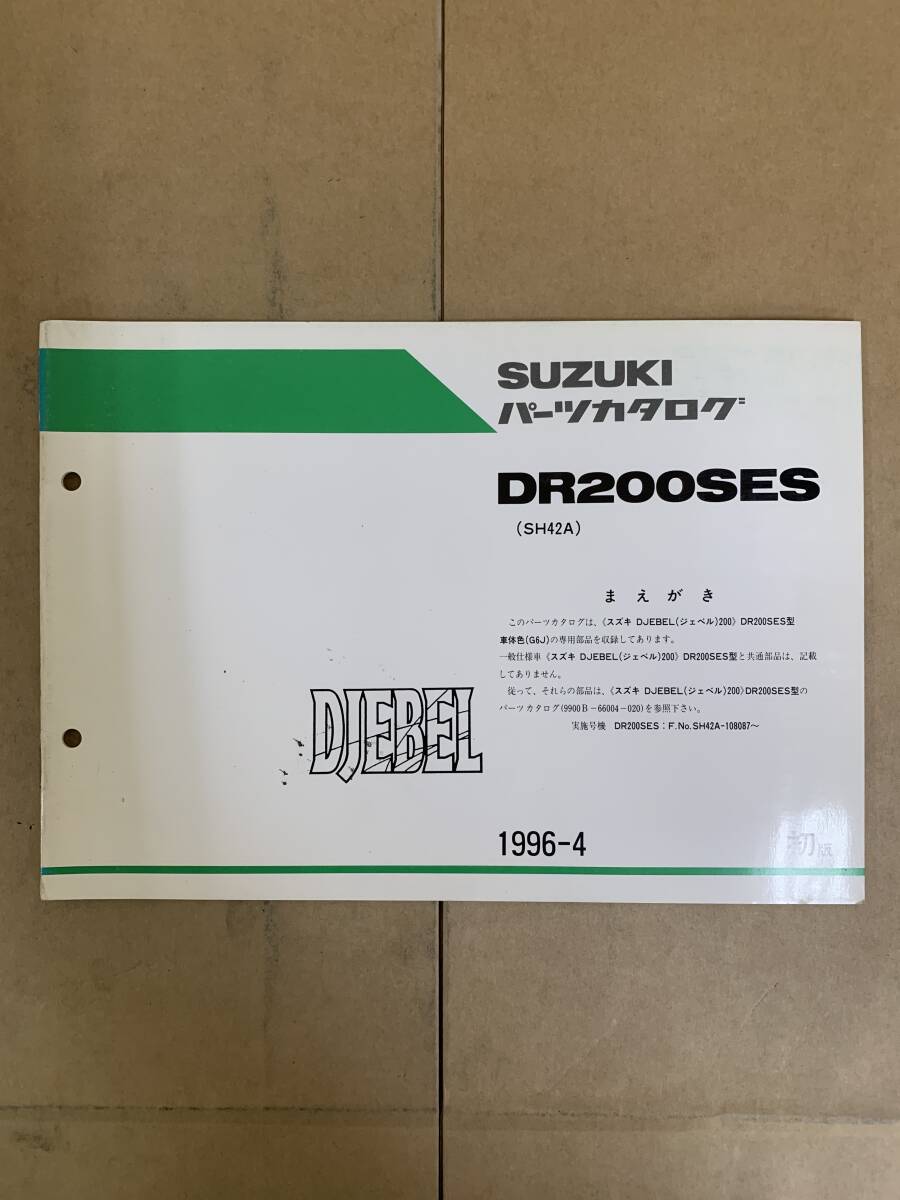 SUZUKI
パーツカタログ
DR200SES
(SH42A)
まえがき
このパーツカタログは、《スズキ DJEBEL(ジェベル)200》DR200SES型
車体色(G6J)の専用部品を収録してあります。
一般仕様車《スズキ DJEBEL(ジェベル)200》DR200SES型と共通部品は、記載
してありません。
従って、それらの部品は、《スズキ DJEBEL(ジェベル)200》DR200SES型の
パーツカタログ(9900B-66004-020)を参照下さい。
実施号機 DR200SES:F.No.SH42A-108087~
DJEBEL
1996-4
初版